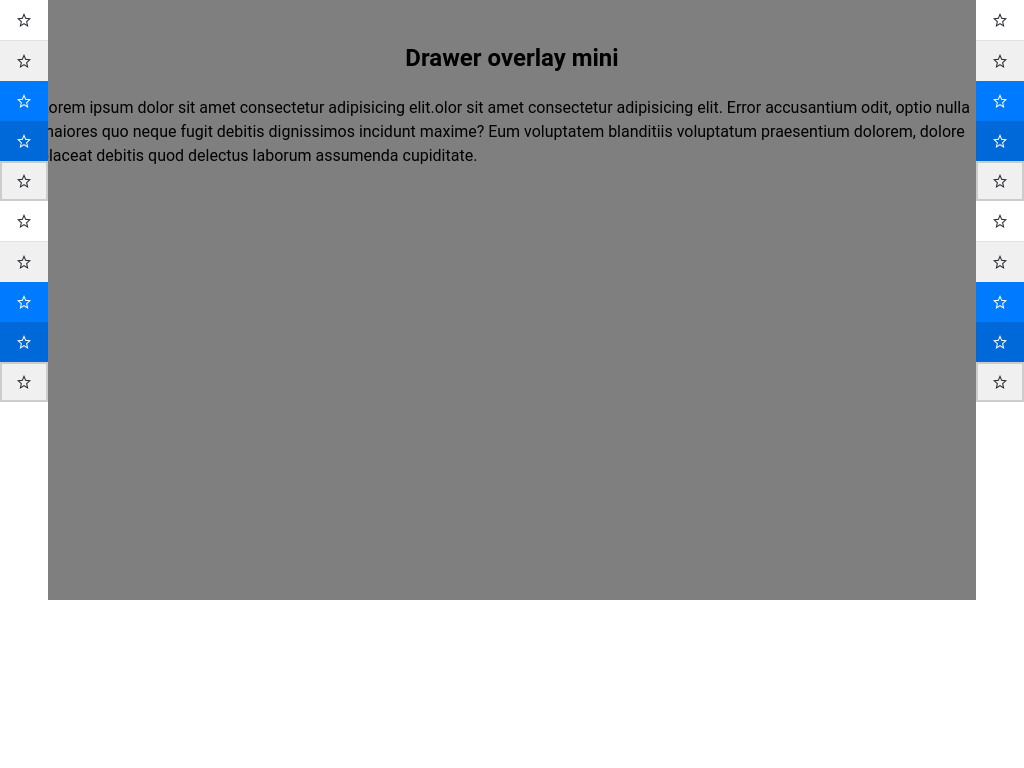 Drawer overlay mini
orem ipsum dolor sit amet consectetur adipisicing elit.olor sit amet consectetur adipisicing elit. Error accusantium odit, optio nulla
naiores quo neque fugit debitis dignissimos incidunt maxime? Eum voluptatem blanditiis voluptatum praesentium dolorem, dolore
laceat debitis quod delectus laborum assumenda cupiditate.